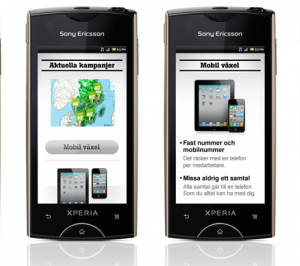 Sony Ericsson
Aktuella kampanjer
Mobil växel
XPERIA
Sony Ericsson
Mobil växel
• Fast nummer och
mobilnummer
Det räcker med en telefon
per medarbetare.
• Missa aldrig ett samtal
Alla samtal går till en telefon
Som du alltid kan ha med dig.
XPERIA